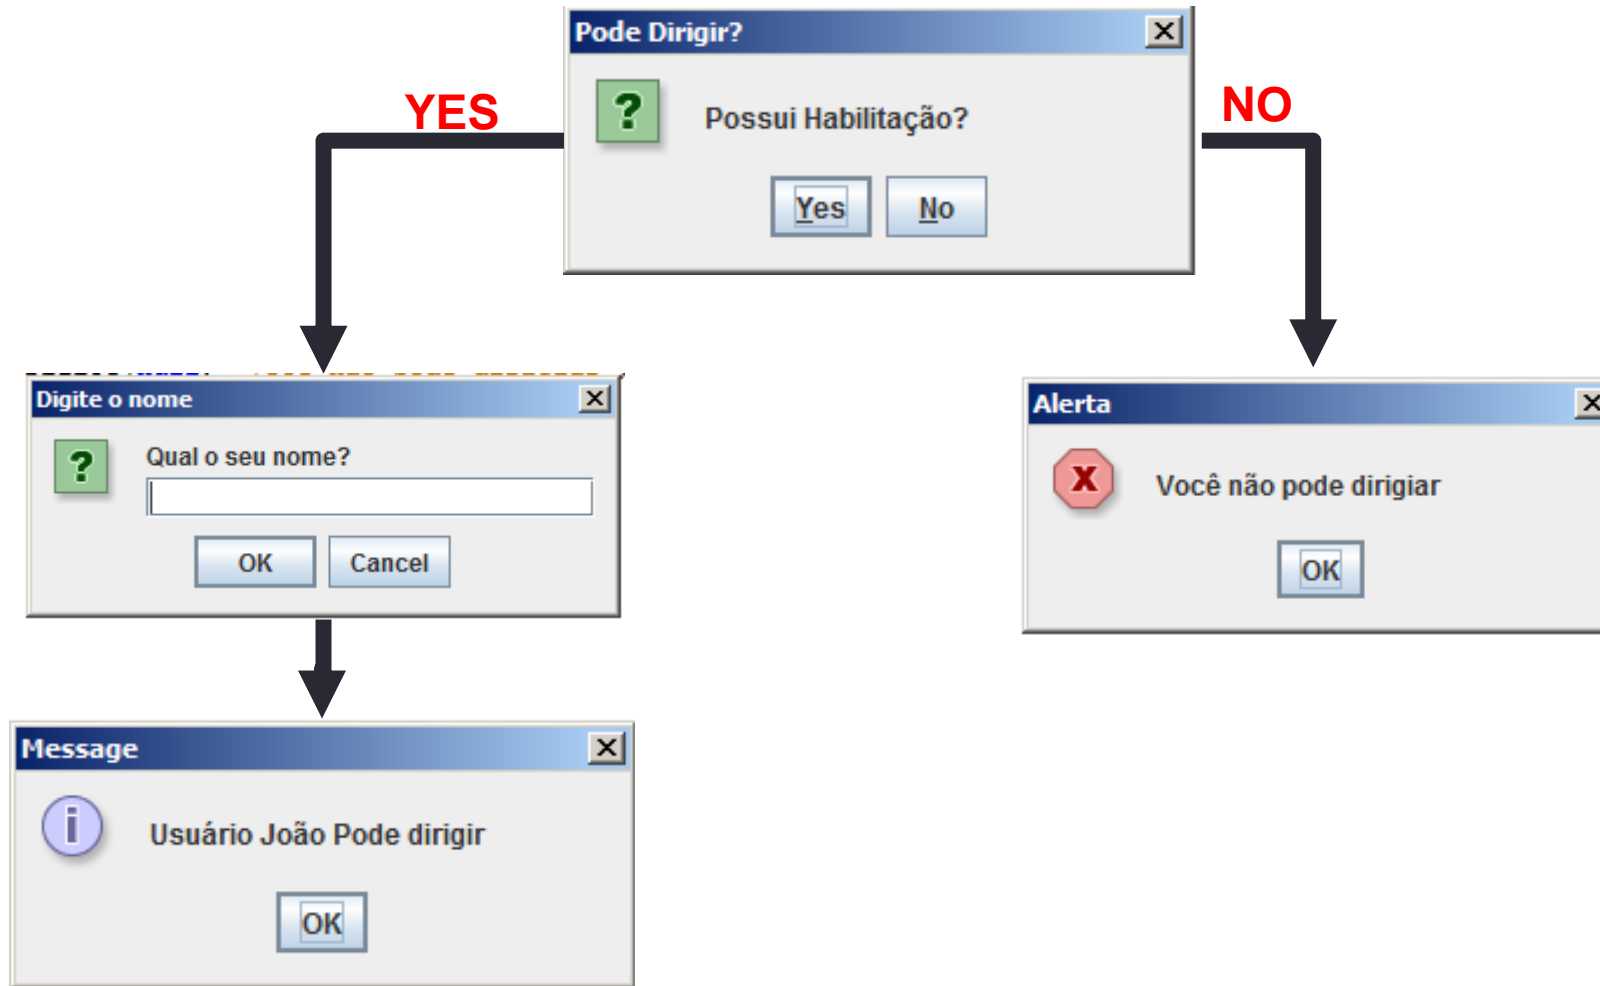 Pode Dirigir?
YES
NO
Possui Habilitação?
Yes No
Digite o nome
Qual o seu nome?
OK Cancel
Alerta
Você não pode dirigiar
OK
Message
Usuário João Pode dirigir
OK